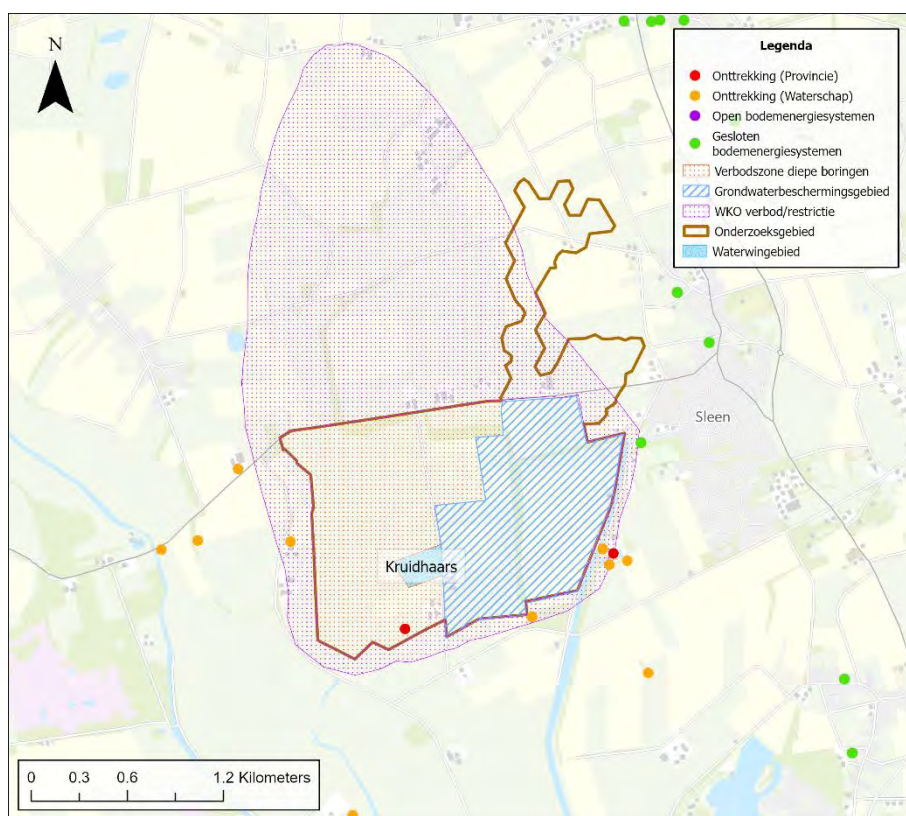 N
Legenda
Onttrekking (Provincie)
Onttrekking (Waterschap)
Open bodemenergiesystemen
Gesloten
bodemenergiesystemen
Verbodszone diepe boringen
Grondwaterbeschermingsgebied
WKO verbod/restrictie
Onderzoeksgebied
Waterwingebied
Sleen
Kruidhaars
0 0.3 0.6 1.2 Kilometers